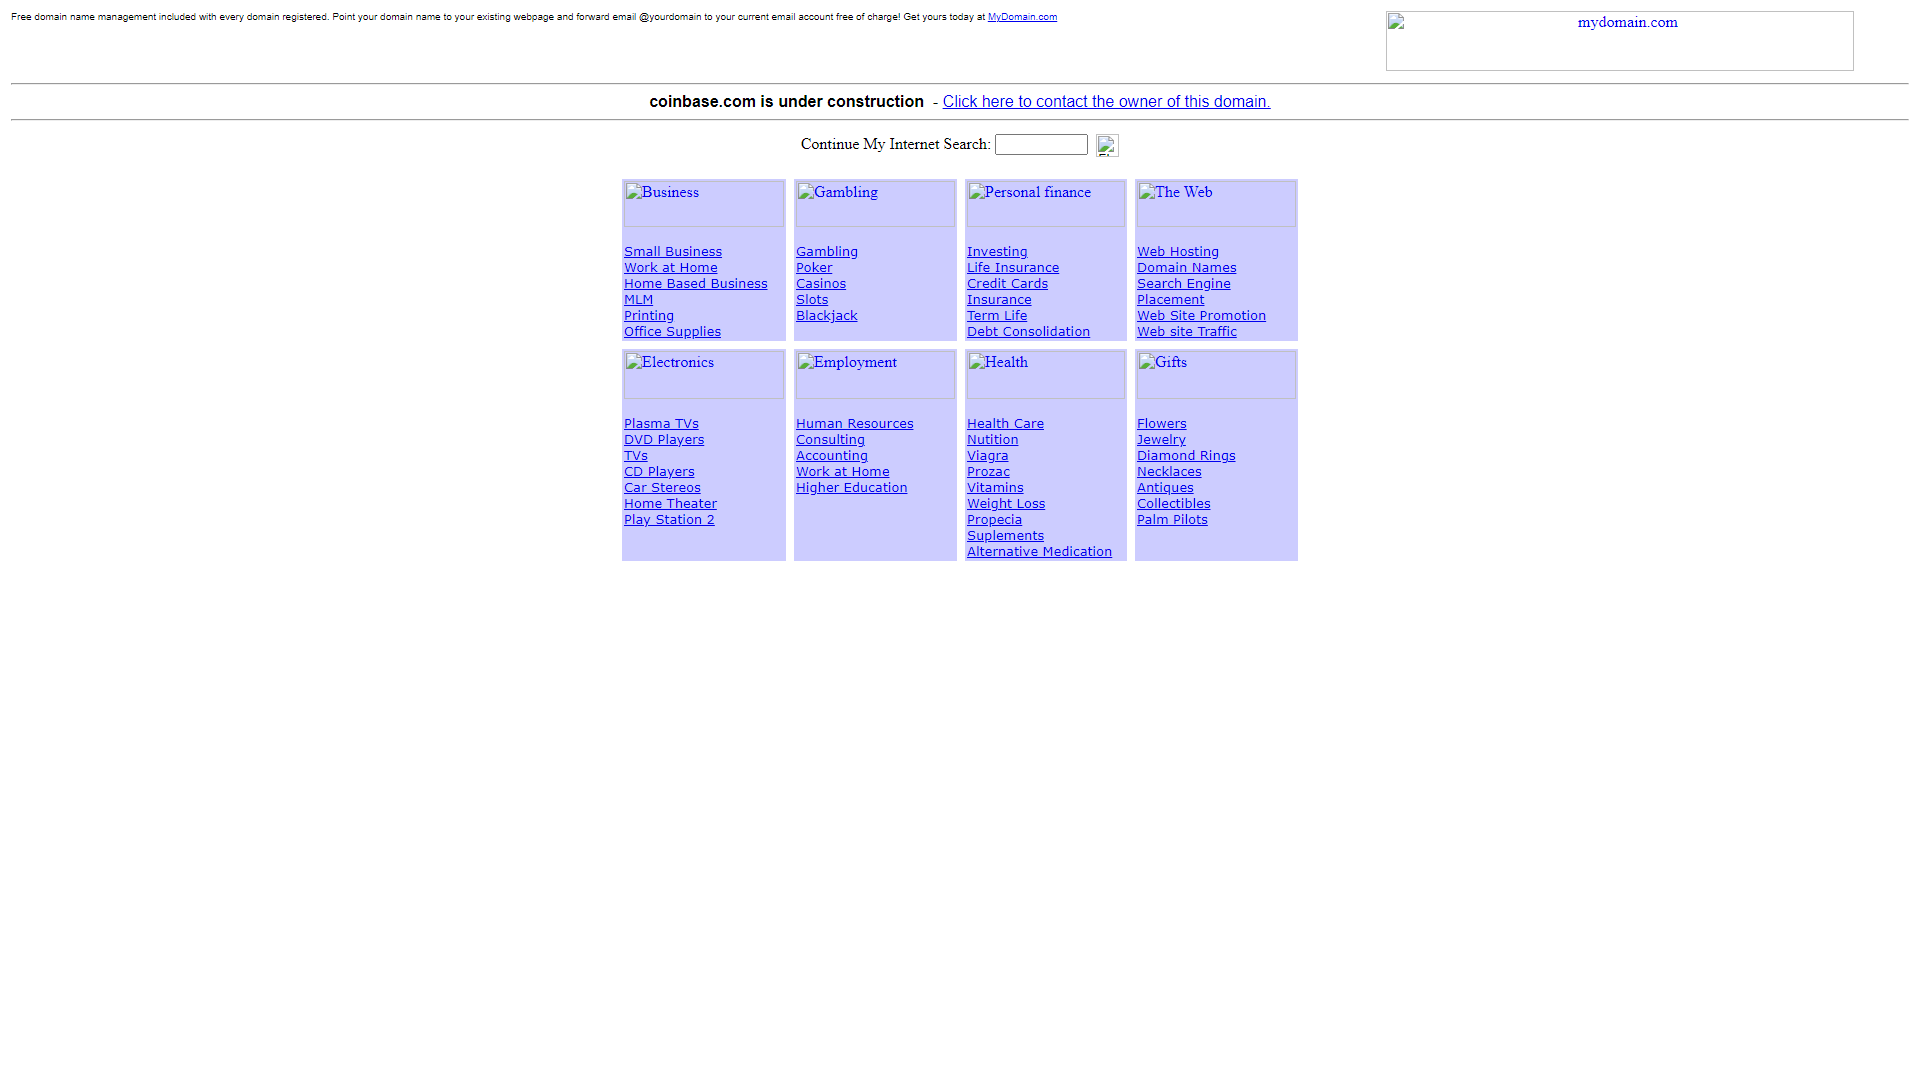 Free domain name management included with every domain registered. Point your domain name to your existing webpage and forward email @yourdomain to your current email account free of charge! Get yours today at MyDomain.com
mydomain.com
coinbase.com is under construction - Click here to contact the owner of this domain.
Continue My Internet Search:
Business
Small Business
Work at Home
Home Based Business
MLM
Printing
Office Supplies
Gambling
Gambling
Poker
Casinos
Slots
Blackjack
Personal finance
Investing
Life Insurance
Credit Cards
Insurance
Term Life
Debt Consolidation
The Web
Web Hosting
Domain Names
Search Engine
Placement
Web Site Promotion
Web site Traffic
Electronics
Plasma TVs
DVD Players
TVs
CD Players
Car Stereos
Home Theater
Play Station 2
Employment
Human Resources
Consulting
Accounting
Work at Home
Higher Education
Health
Health Care
Nutition
Viagra
Prozac
Vitamins
Weight Loss
Propecia
Suplements
Alternative Medication
Gifts
Flowers
Jewelry
Diamond Rings
Necklaces
Antiques
Collectibles
Palm Pilots